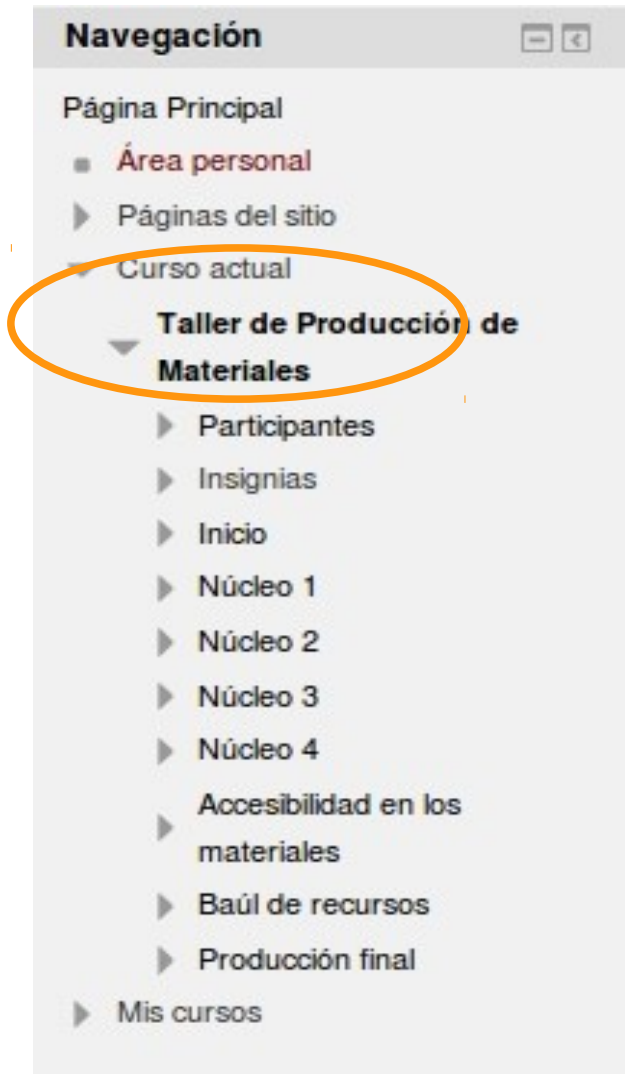 Navegación
Página Principal
Área personal
Páginas del sitio
Curso actual
Taller de Producción de
Materiales
Participantes
Insignias
Inicio
Núcleo 1
Núcleo 2
Núcleo 3
Núcleo 4
Accesibilidad en los
materiales
Baúl de recursos
Producción final
Mis cursos